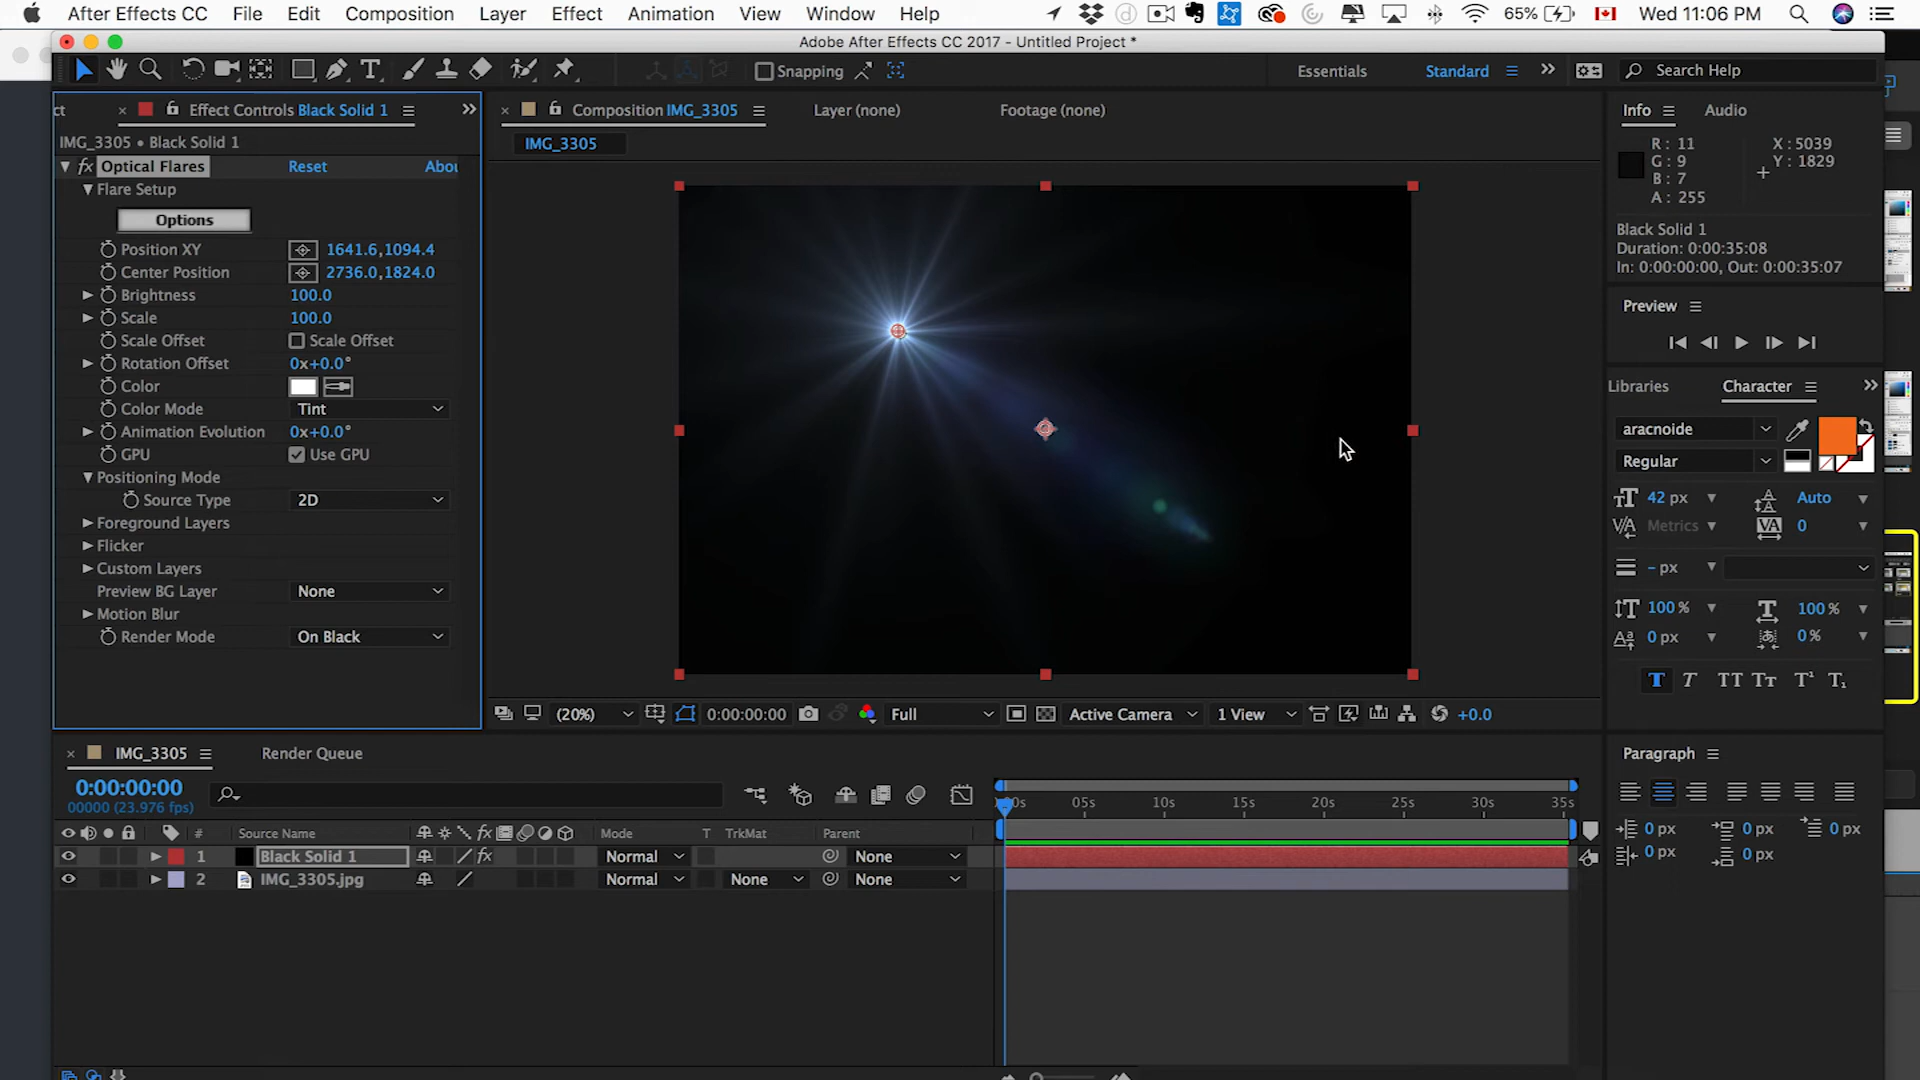 After Effects CC File Edit Composition Layer Effect Animation View Window Help 65% Wed 11:06 PM
Adobe After Effects CC 2017 - Untitled Project *
Snapping Essentials Standard Search Help
ct Effect Controls Black Solid 1 Composition IMG_3305 Layer (none) Footage (none) Info Audio
IMG_3305 • Black Solid 1 IMG_3305
R: 11 X: 5039
G: 9 Y: 1829
B: 7
A: 255
fx Optical Flares Reset Abou
Flare Setup
Options
Position XY 1641.6,1094.4
Center Position 2736.0,1824.0
Brightness 100.0
Scale 100.0
Scale Offset Scale Offset
Rotation Offset 0x+0.0°
Color
Color Mode Tint
Animation Evolution 0x+0.0°
GPU Use GPU
Positioning Mode
Source Type 2D
Foreground Layers
Flicker
Custom Layers
Preview BG Layer None
Motion Blur
Render Mode On Black
Black Solid 1
Duration: 0:00:35:08
In: 0:00:00:00, Out: 0:00:35:07
Preview
Libraries Character
aracnoide
Regular
42 px Auto
Metrics 0
- px
100 % 100 %
0 px 0 %
T T TT Tт T¹ T₁
(20%) 0:00:00:00 Full Active Camera 1 View +0.0
IMG_3305 Render Queue
0:00:00:00
00000 (23.976 fps)
00s 05s 10s 15s 20s 25s 30s 35s
# Source Name fx Mode T TrkMat Parent
1 Black Solid 1 fx Normal None
2 IMG_3305.jpg Normal None None
Paragraph
0 px 0 px 0 px
0 px 0 px